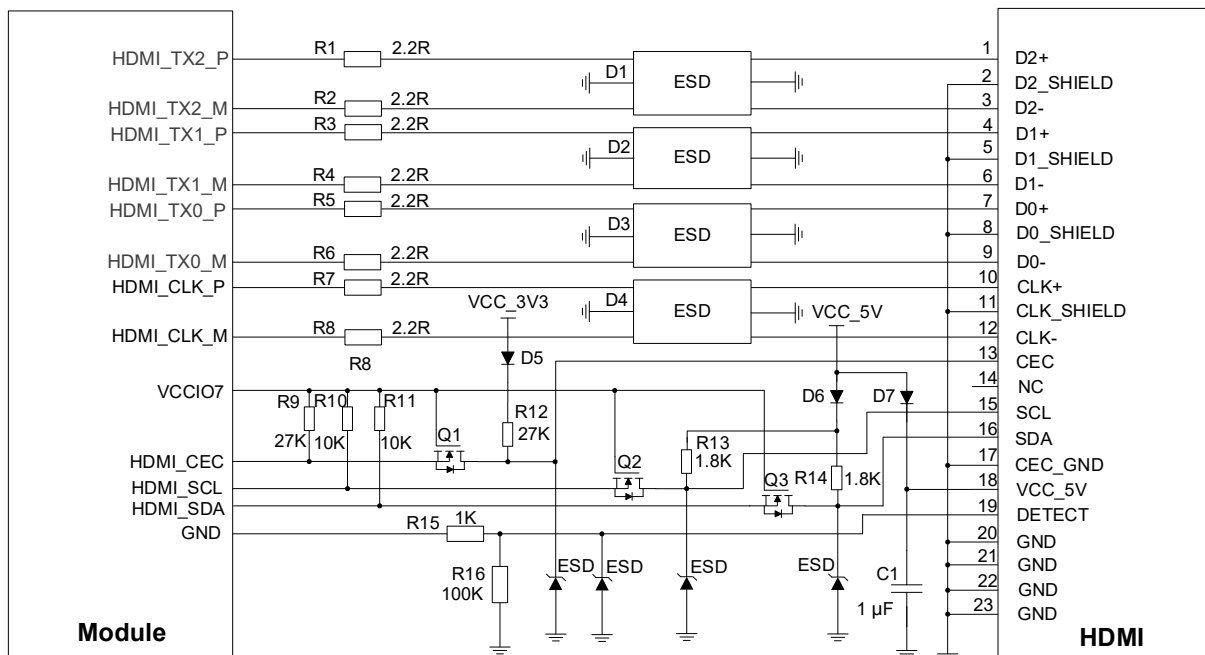 HDMI_TX2_P
R1
2.2R
1
D2+
D1
ESD
2
D2_SHIELD
HDMI_TX2_M
R2
2.2R
3
D2-
HDMI_TX1_P
R3
2.2R
4
D1+
D2
ESD
5
D1_SHIELD
HDMI_TX1_M
R4
2.2R
6
D1-
HDMI_TX0_P
R5
2.2R
7
D0+
D3
ESD
8
D0_SHIELD
HDMI_TX0_M
R6
2.2R
9
D0-
HDMI_CLK_P
R7
2.2R
10
CLK+
VCC_3V3
D4
ESD
VCC_5V
11
CLK_SHIELD
HDMI_CLK_M
R8
2.2R
12
CLK-
R8
D5
13
CEC
VCCIO7
14
NC
R9
R10
R11
R12
D6
D7
15
SCL
27K
10K
10K
27K
Q1
R13
1.8K
16
SDA
HDMI_CEC
Q2
17
CEC_GND
HDMI_SCL
Q3
R14
1.8K
18
VCC_5V
HDMI_SDA
19
DETECT
GND
R15
1K
20
GND
21
GND
R16
100K
ESD
ESD
ESD
ESD
C1
1 µF
22
GND
23
GND
Module
HDMI